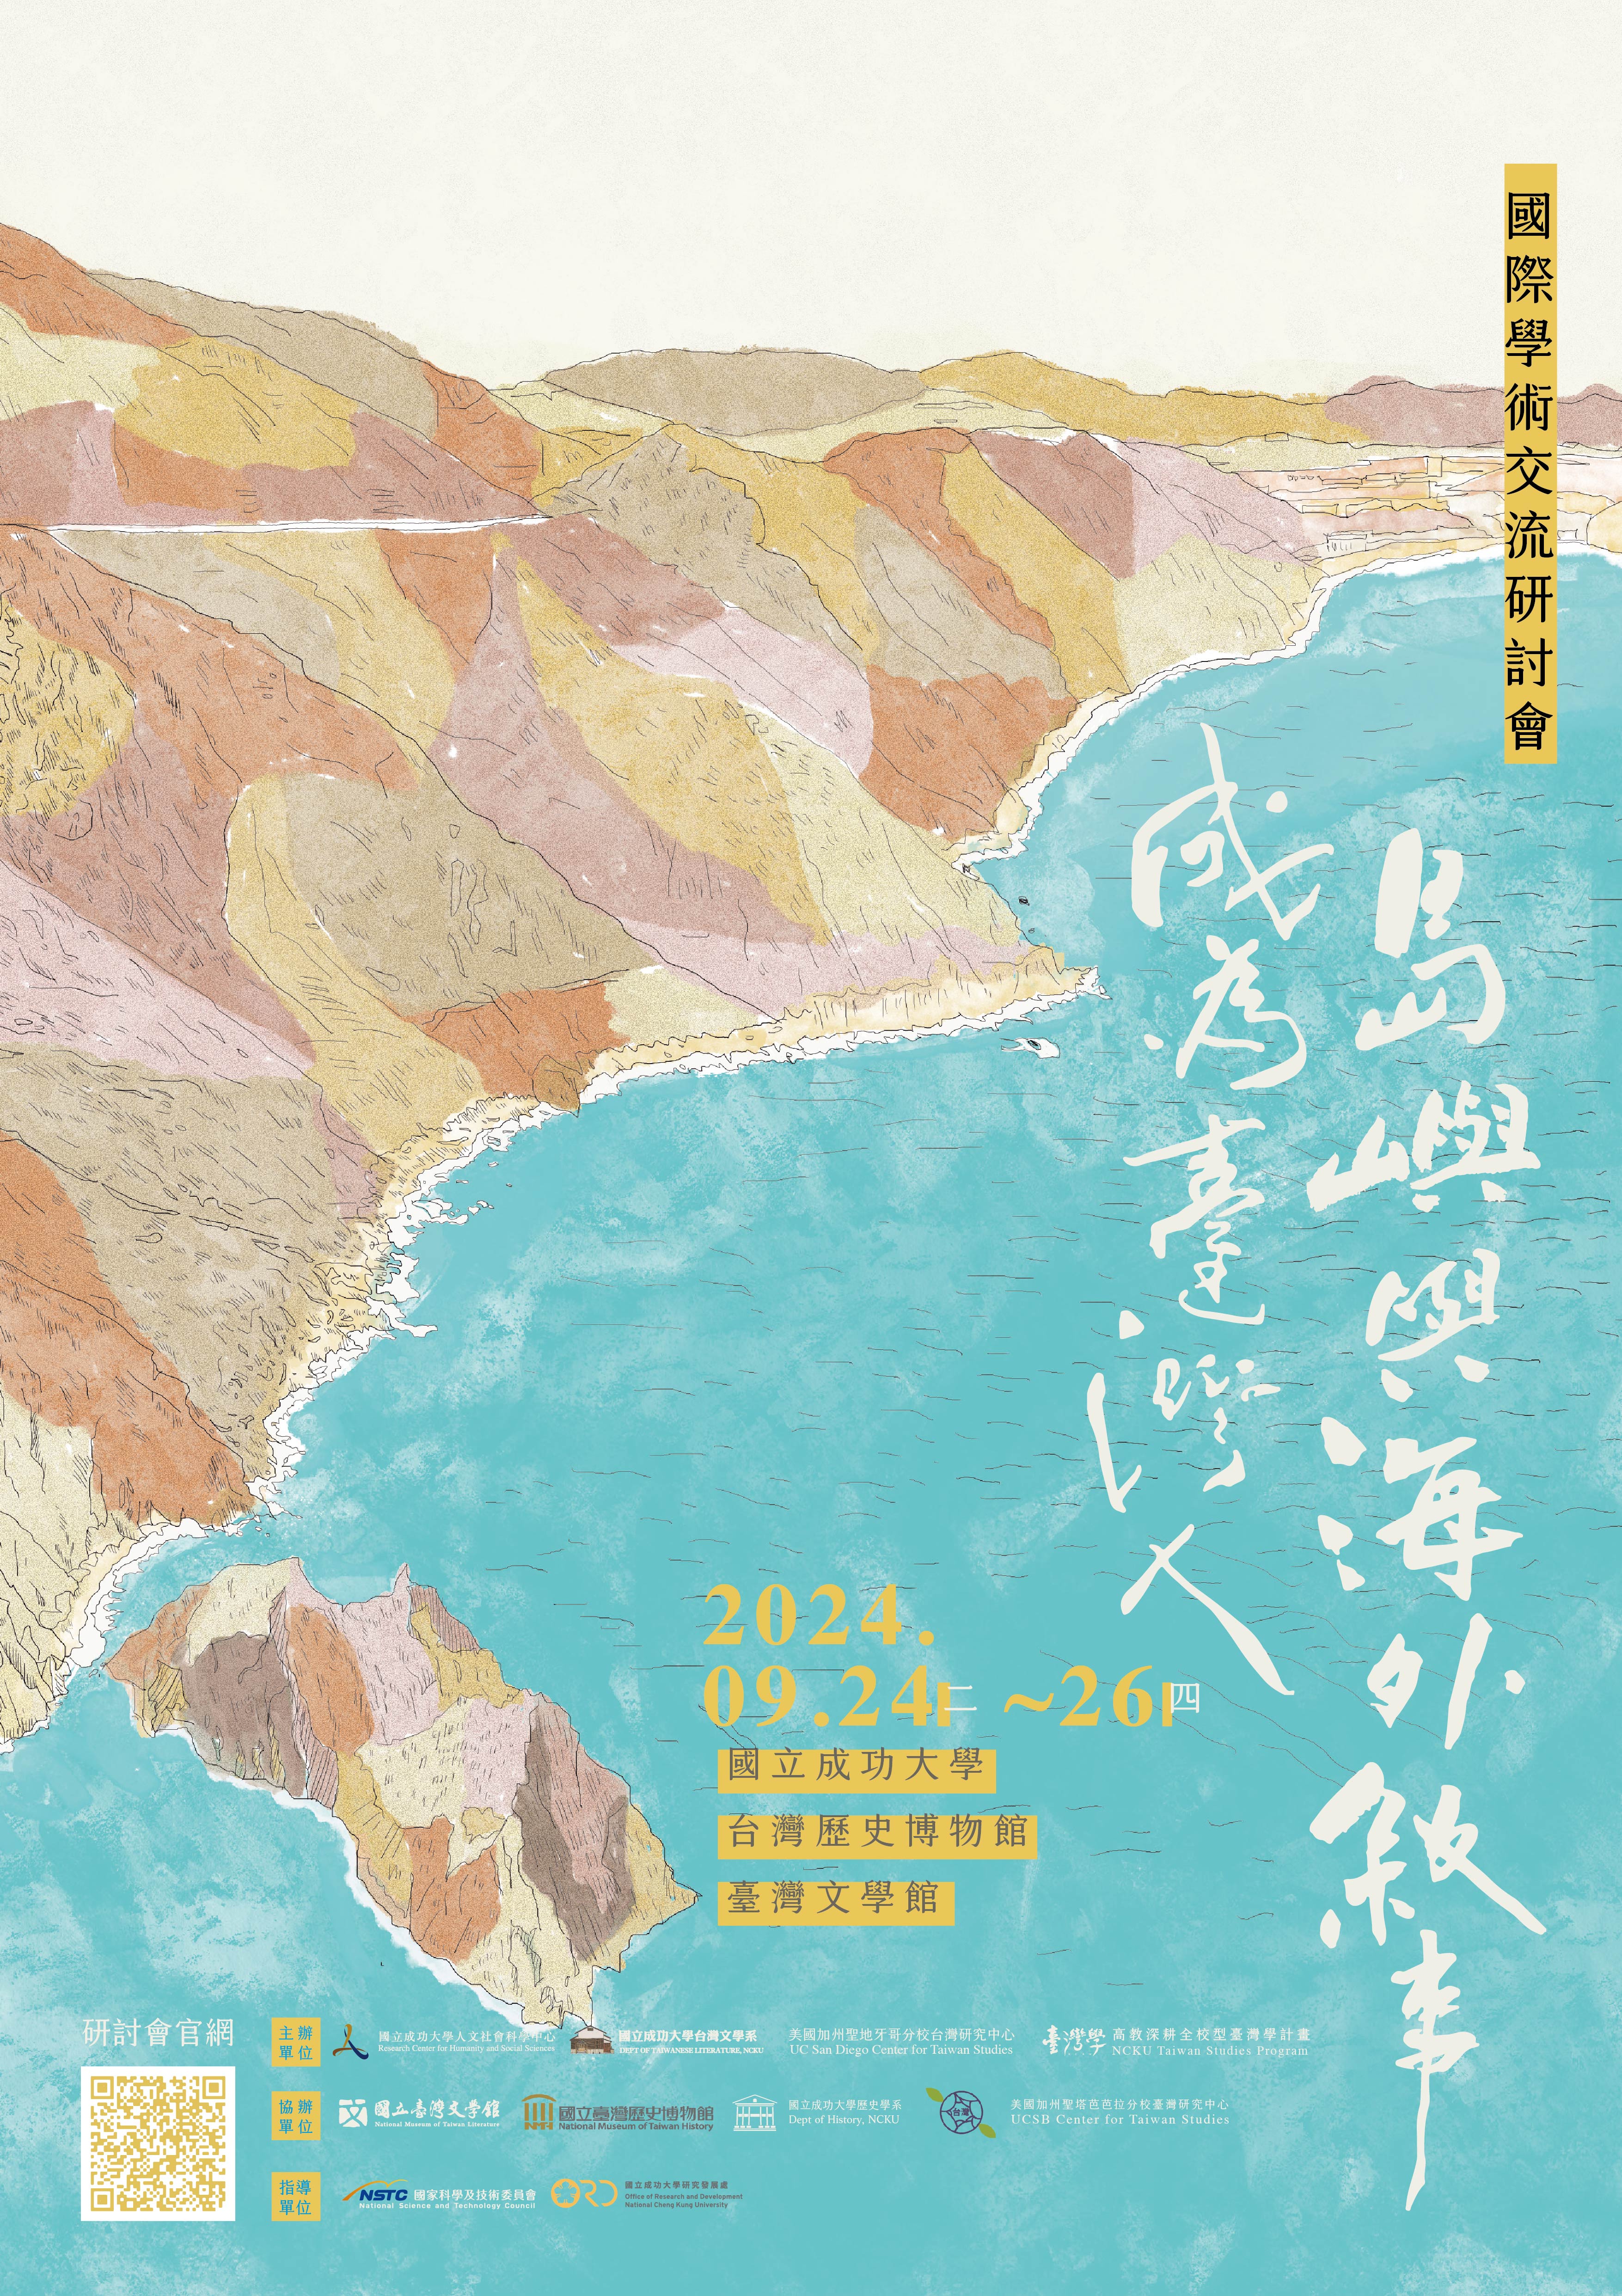 國際學術交流研討會
島嶼與海外敘事
成為臺灣人
2024.
09.24二 ~26四
國立成功大學
台灣歷史博物館
臺灣文學館
研討會官網
主辦單位
國立成功大學人文社會科學中心
Research Center for Humanity and Social Sciences
國立成功大學台灣文學系
DEPT OF TAIWANESE LITERATURE, NCKU
美國加州聖地牙哥分校台灣研究中心
UC San Diego Center for Taiwan Studies
臺灣學
高教深耕全校型臺灣學計畫
NCKU Taiwan Studies Program
協辦單位
國立臺灣文學館
National Museum of Taiwan Literature
國立臺灣歷史博物館
National Museum of Taiwan History
國立成功大學歷史學系
Dept of History, NCKU
台灣
美國加州聖塔芭芭拉分校臺灣研究中心
UCSB Center for Taiwan Studies
指導單位
NSTC 國家科學及技術委員會
National Science and Technology Council
ORD
國立成功大學研究發展處
Office of Research and Development
National Cheng Kung University